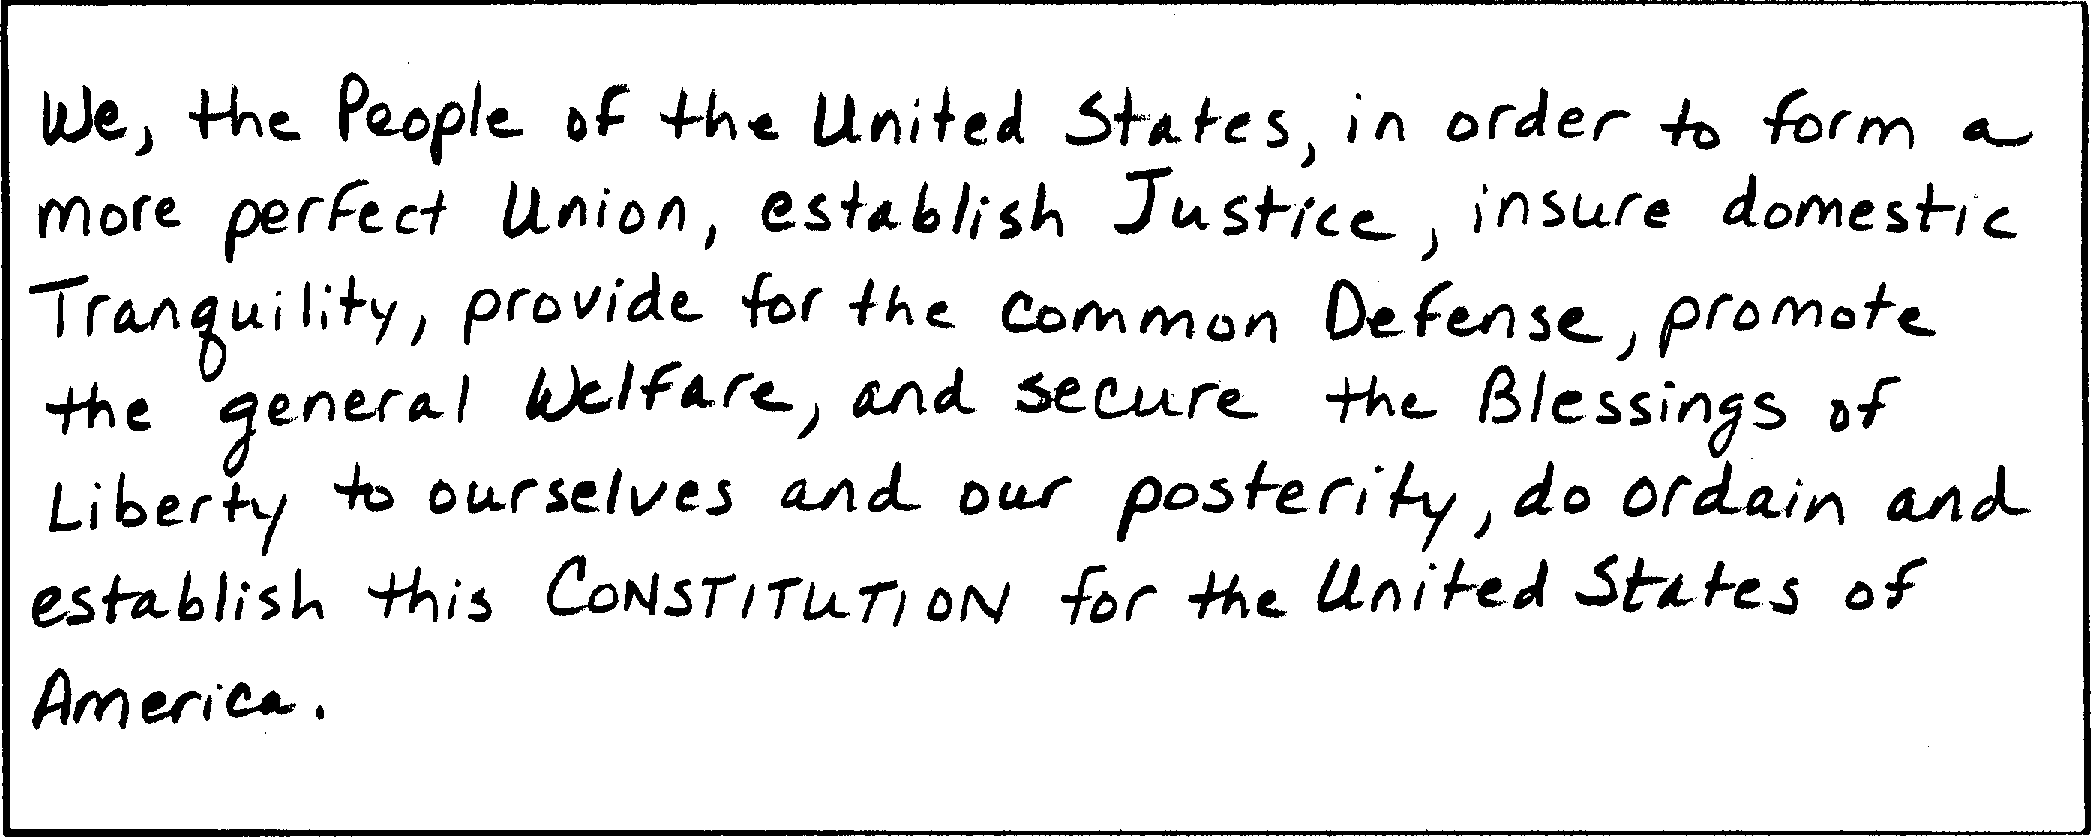 We, the People of the United States, in order to form a
more perfect Union, establish Justice, insure domestic
Tranquility, provide for the common Defense, promote
the general Welfare, and secure the Blessings of
Liberty to ourselves and our posterity, do ordain and
establish this CONSTITUTION for the United States of
America.